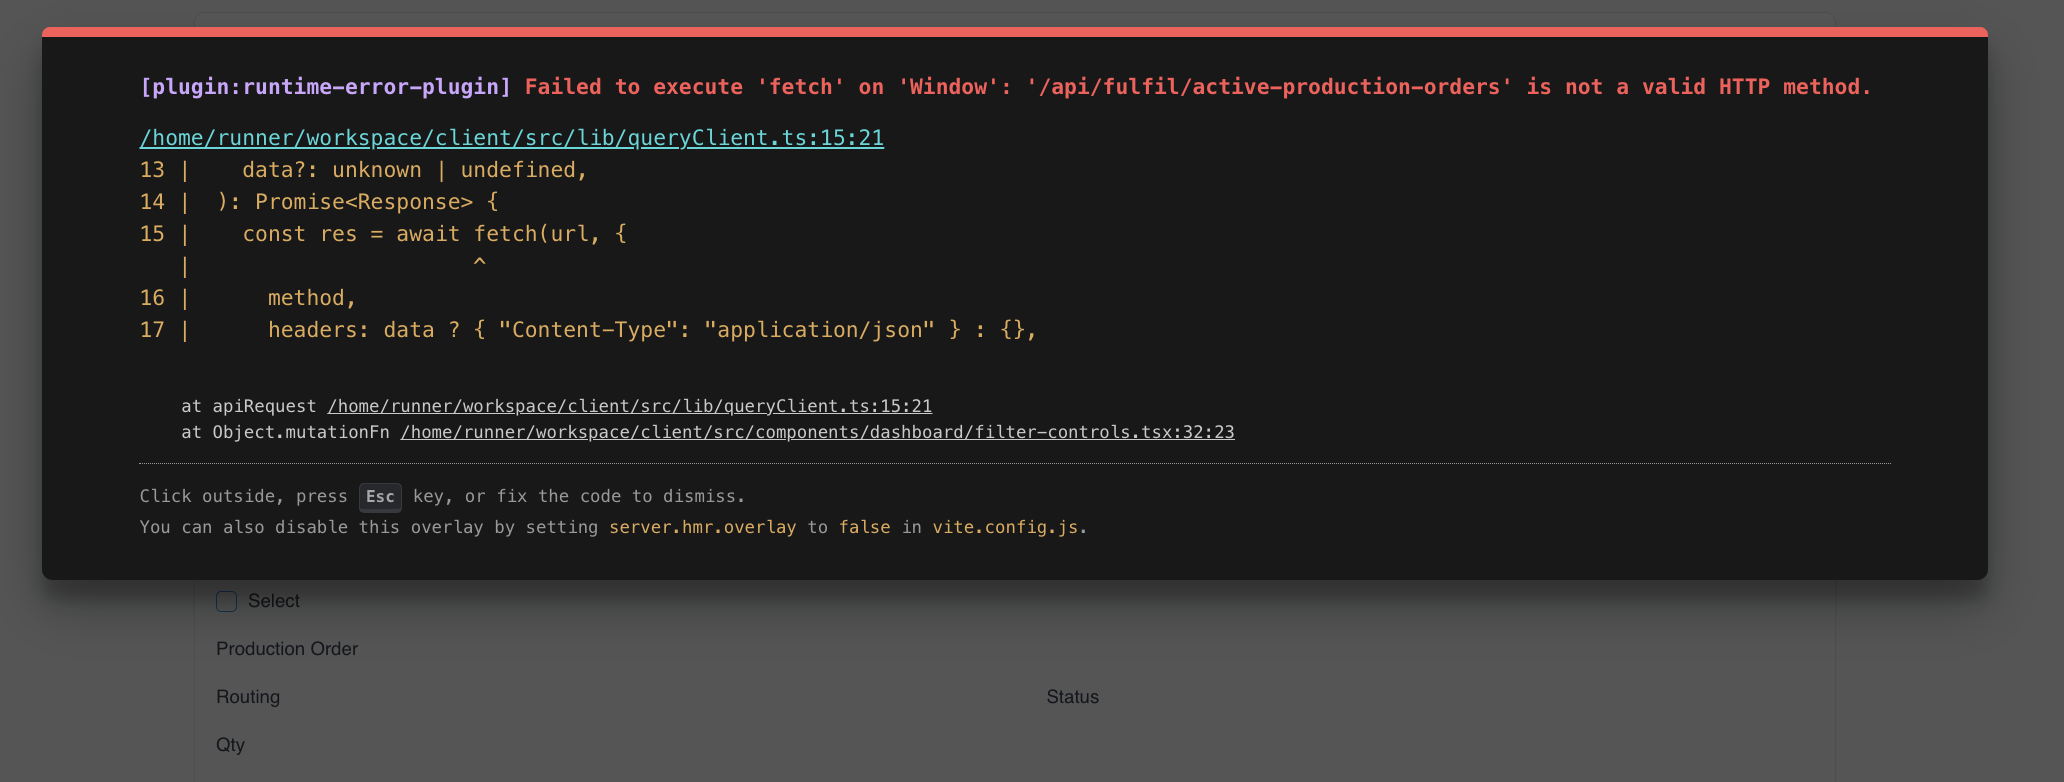 [plugin:runtime-error-plugin] Failed to execute 'fetch' on 'Window': '/api/fulfil/active-production-orders' is not a valid HTTP method.
/home/runner/workspace/client/src/lib/queryClient.ts:15:21
13 |    data?: unknown | undefined,
14 |  ): Promise<Response> {
15 |    const res = await fetch(url, {
   |                      ^
16 |      method,
17 |      headers: data ? { "Content-Type": "application/json" } : {},
at apiRequest /home/runner/workspace/client/src/lib/queryClient.ts:15:21
at Object.mutationFn /home/runner/workspace/client/src/components/dashboard/filter-controls.tsx:32:23
Click outside, press Esc key, or fix the code to dismiss.
You can also disable this overlay by setting server.hmr.overlay to false in vite.config.js.
Select
Production Order
Routing Status
Qty